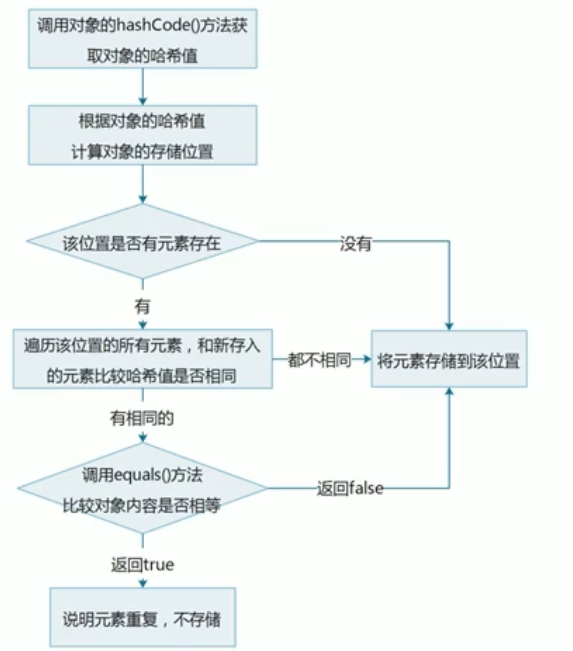 调用对象的hashCode()方法获
取对象的哈希值
根据对象的哈希值
计算对象的存储位置
该位置是否有元素存在
没有
有
遍历该位置的所有元素，和新存入
的元素比较哈希值是否相同
都不相同
将元素存储到该位置
有相同的
调用equals()方法
比较对象内容是否相等
返回false
返回true
说明元素重复，不存储